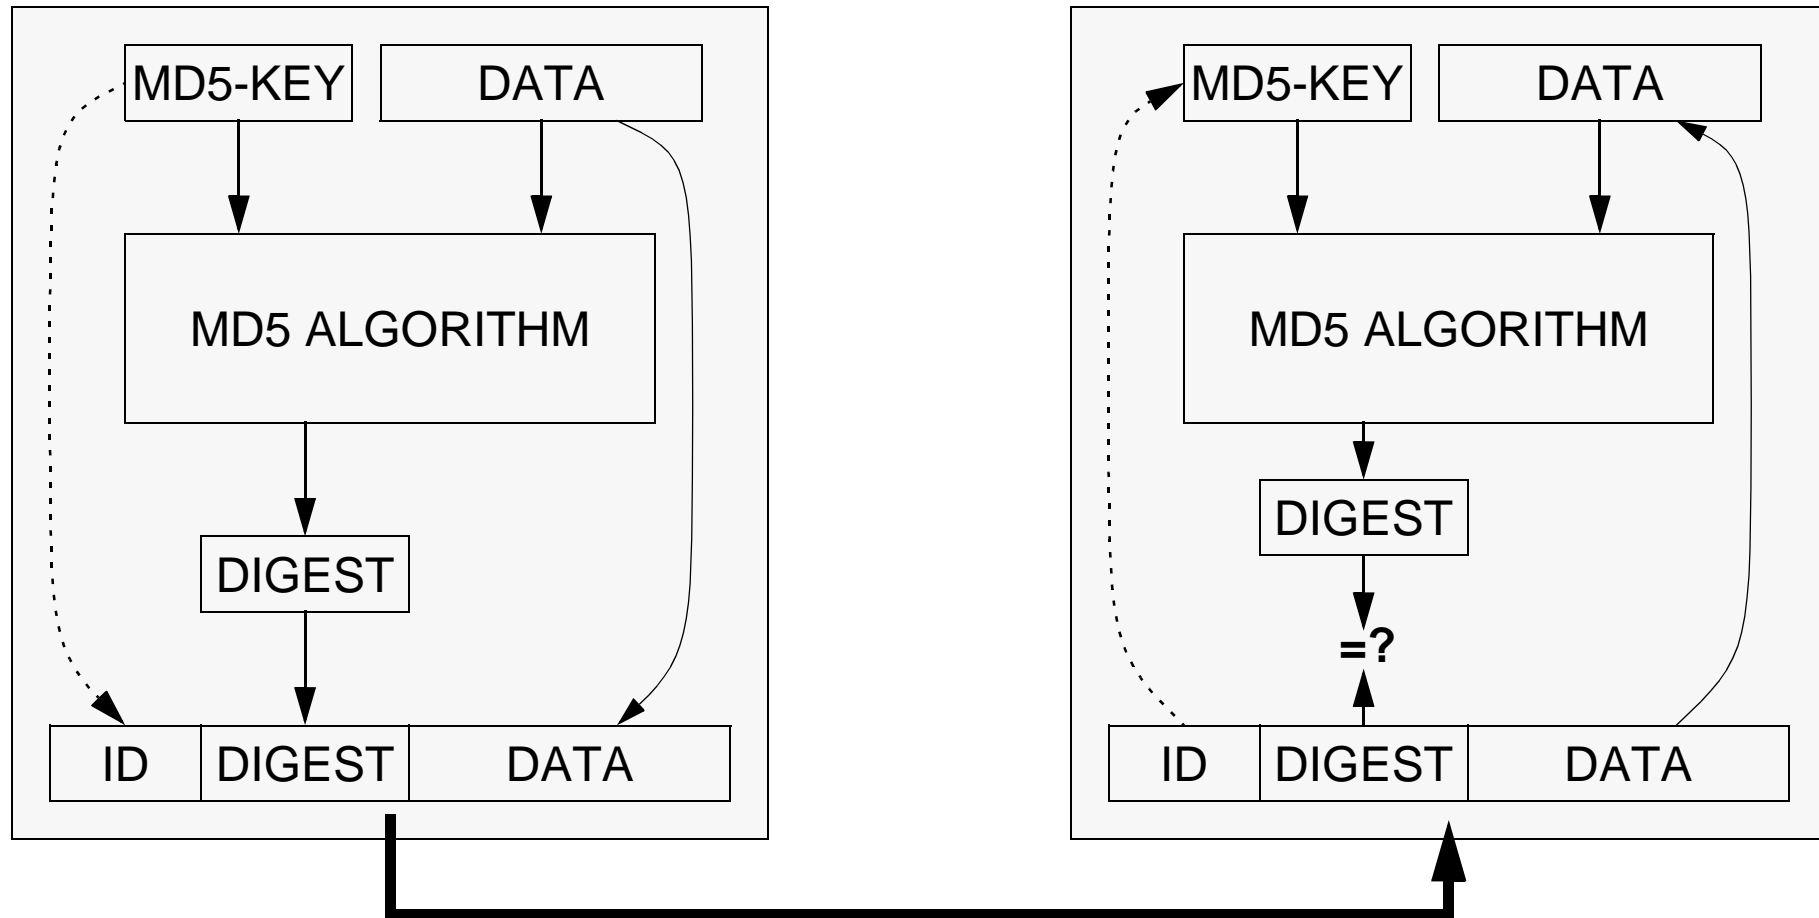 MD5-KEY DATA
MD5 ALGORITHM
DIGEST
ID DIGEST DATA
MD5-KEY DATA
MD5 ALGORITHM
DIGEST
=?
ID DIGEST DATA